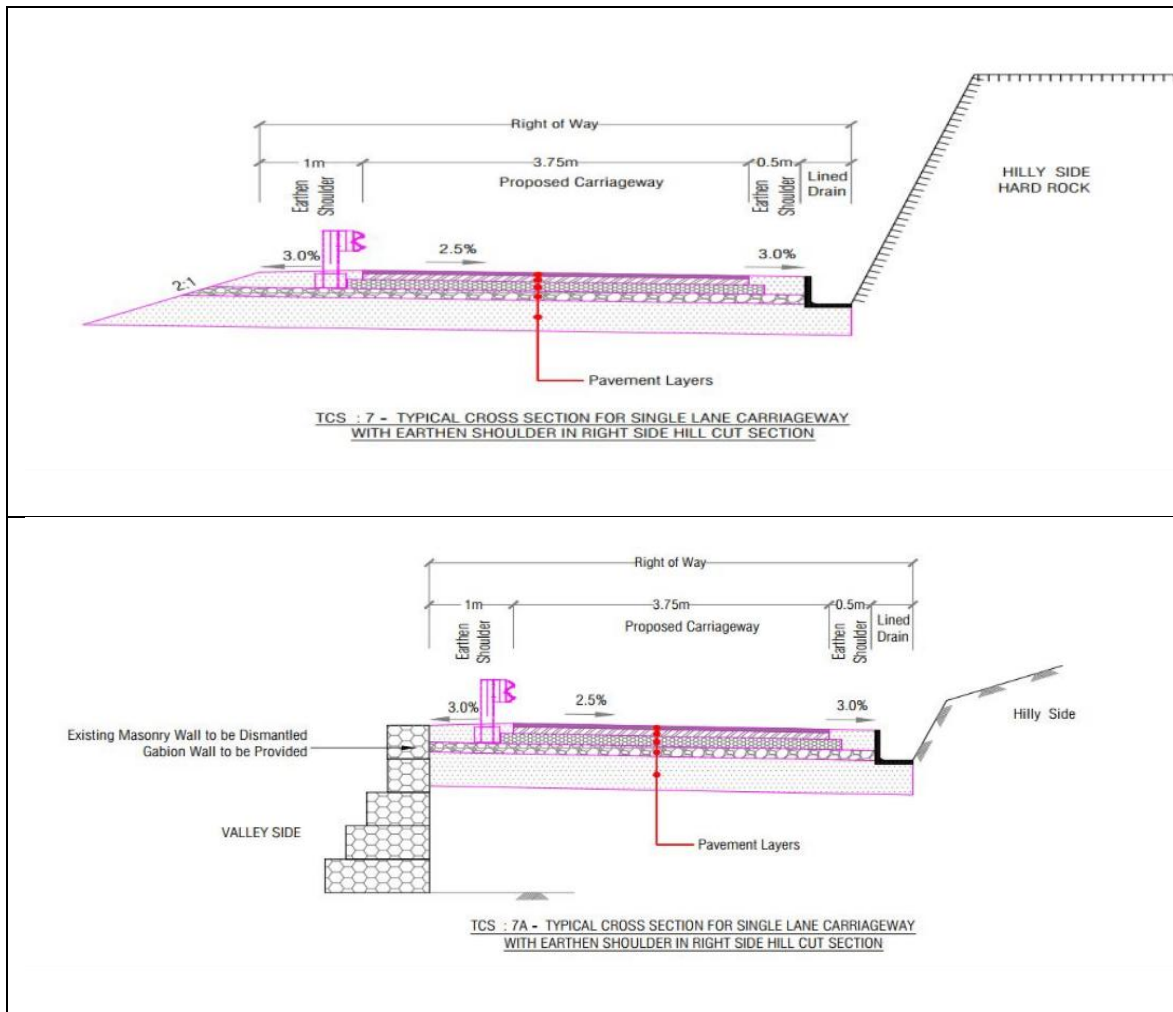 Right of Way
1m
3.75m
0.5m
Lined
Drain
Earthen
Shoulder
Proposed Carriageway
Earthen
Shoulder
HILLY SIDE
HARD ROCK
3.0%
2.5%
3.0%
2:1
Pavement Layers
TCS : 7 - TYPICAL CROSS SECTION FOR SINGLE LANE CARRIAGEWAY
WITH EARTHEN SHOULDER IN RIGHT SIDE HILL CUT SECTION
Right of Way
1m
3.75m
0.5m
Lined
Drain
Earthen
Shoulder
Proposed Carriageway
Earthen
Shoulder
3.0%
2.5%
3.0%
Hilly Side
Existing Masonry Wall to be Dismantled
Gabion Wall to be Provided
VALLEY SIDE
Pavement Layers
TCS : 7A - TYPICAL CROSS SECTION FOR SINGLE LANE CARRIAGEWAY
WITH EARTHEN SHOULDER IN RIGHT SIDE HILL CUT SECTION